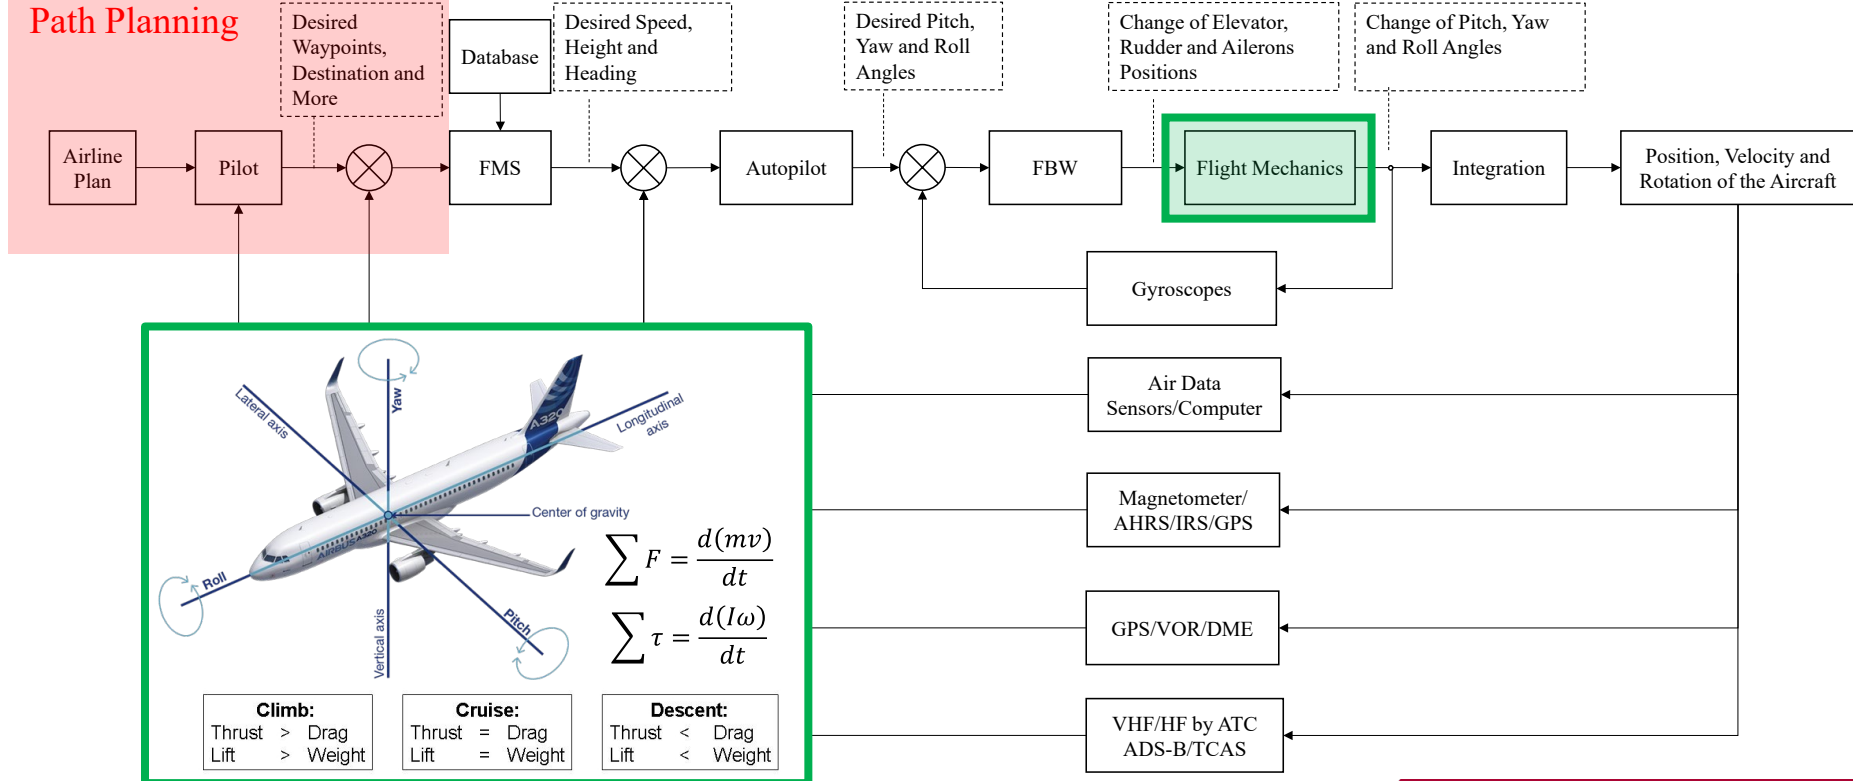 Path Planning
Desired
Waypoints,
Destination and
More
Database
Desired Speed,
Height and
Heading
Desired Pitch,
Yaw and Roll
Angles
Change of Elevator,
Rudder and Ailerons
Positions
Change of Pitch, Yaw
and Roll Angles
Airline
Plan
Pilot
FMS
Autopilot
FBW
Flight Mechanics
Integration
Position, Velocity and
Rotation of the Aircraft
Gyroscopes
Air Data
Sensors/Computer
Magnetometer/
AHRS/IRS/GPS
GPS/VOR/DME
VHF/HF by ATC
ADS-B/TCAS
Lateral axis
Yaw
Longitudinal
axis
A320
Center of gravity
AIRBUS A320
Roll
Pitch
Vertical axis
∑ F = d(mv)/dt
∑ τ = d(Iω)/dt
Climb:
Thrust > Drag
Lift > Weight
Cruise:
Thrust = Drag
Lift = Weight
Descent:
Thrust < Drag
Lift < Weight